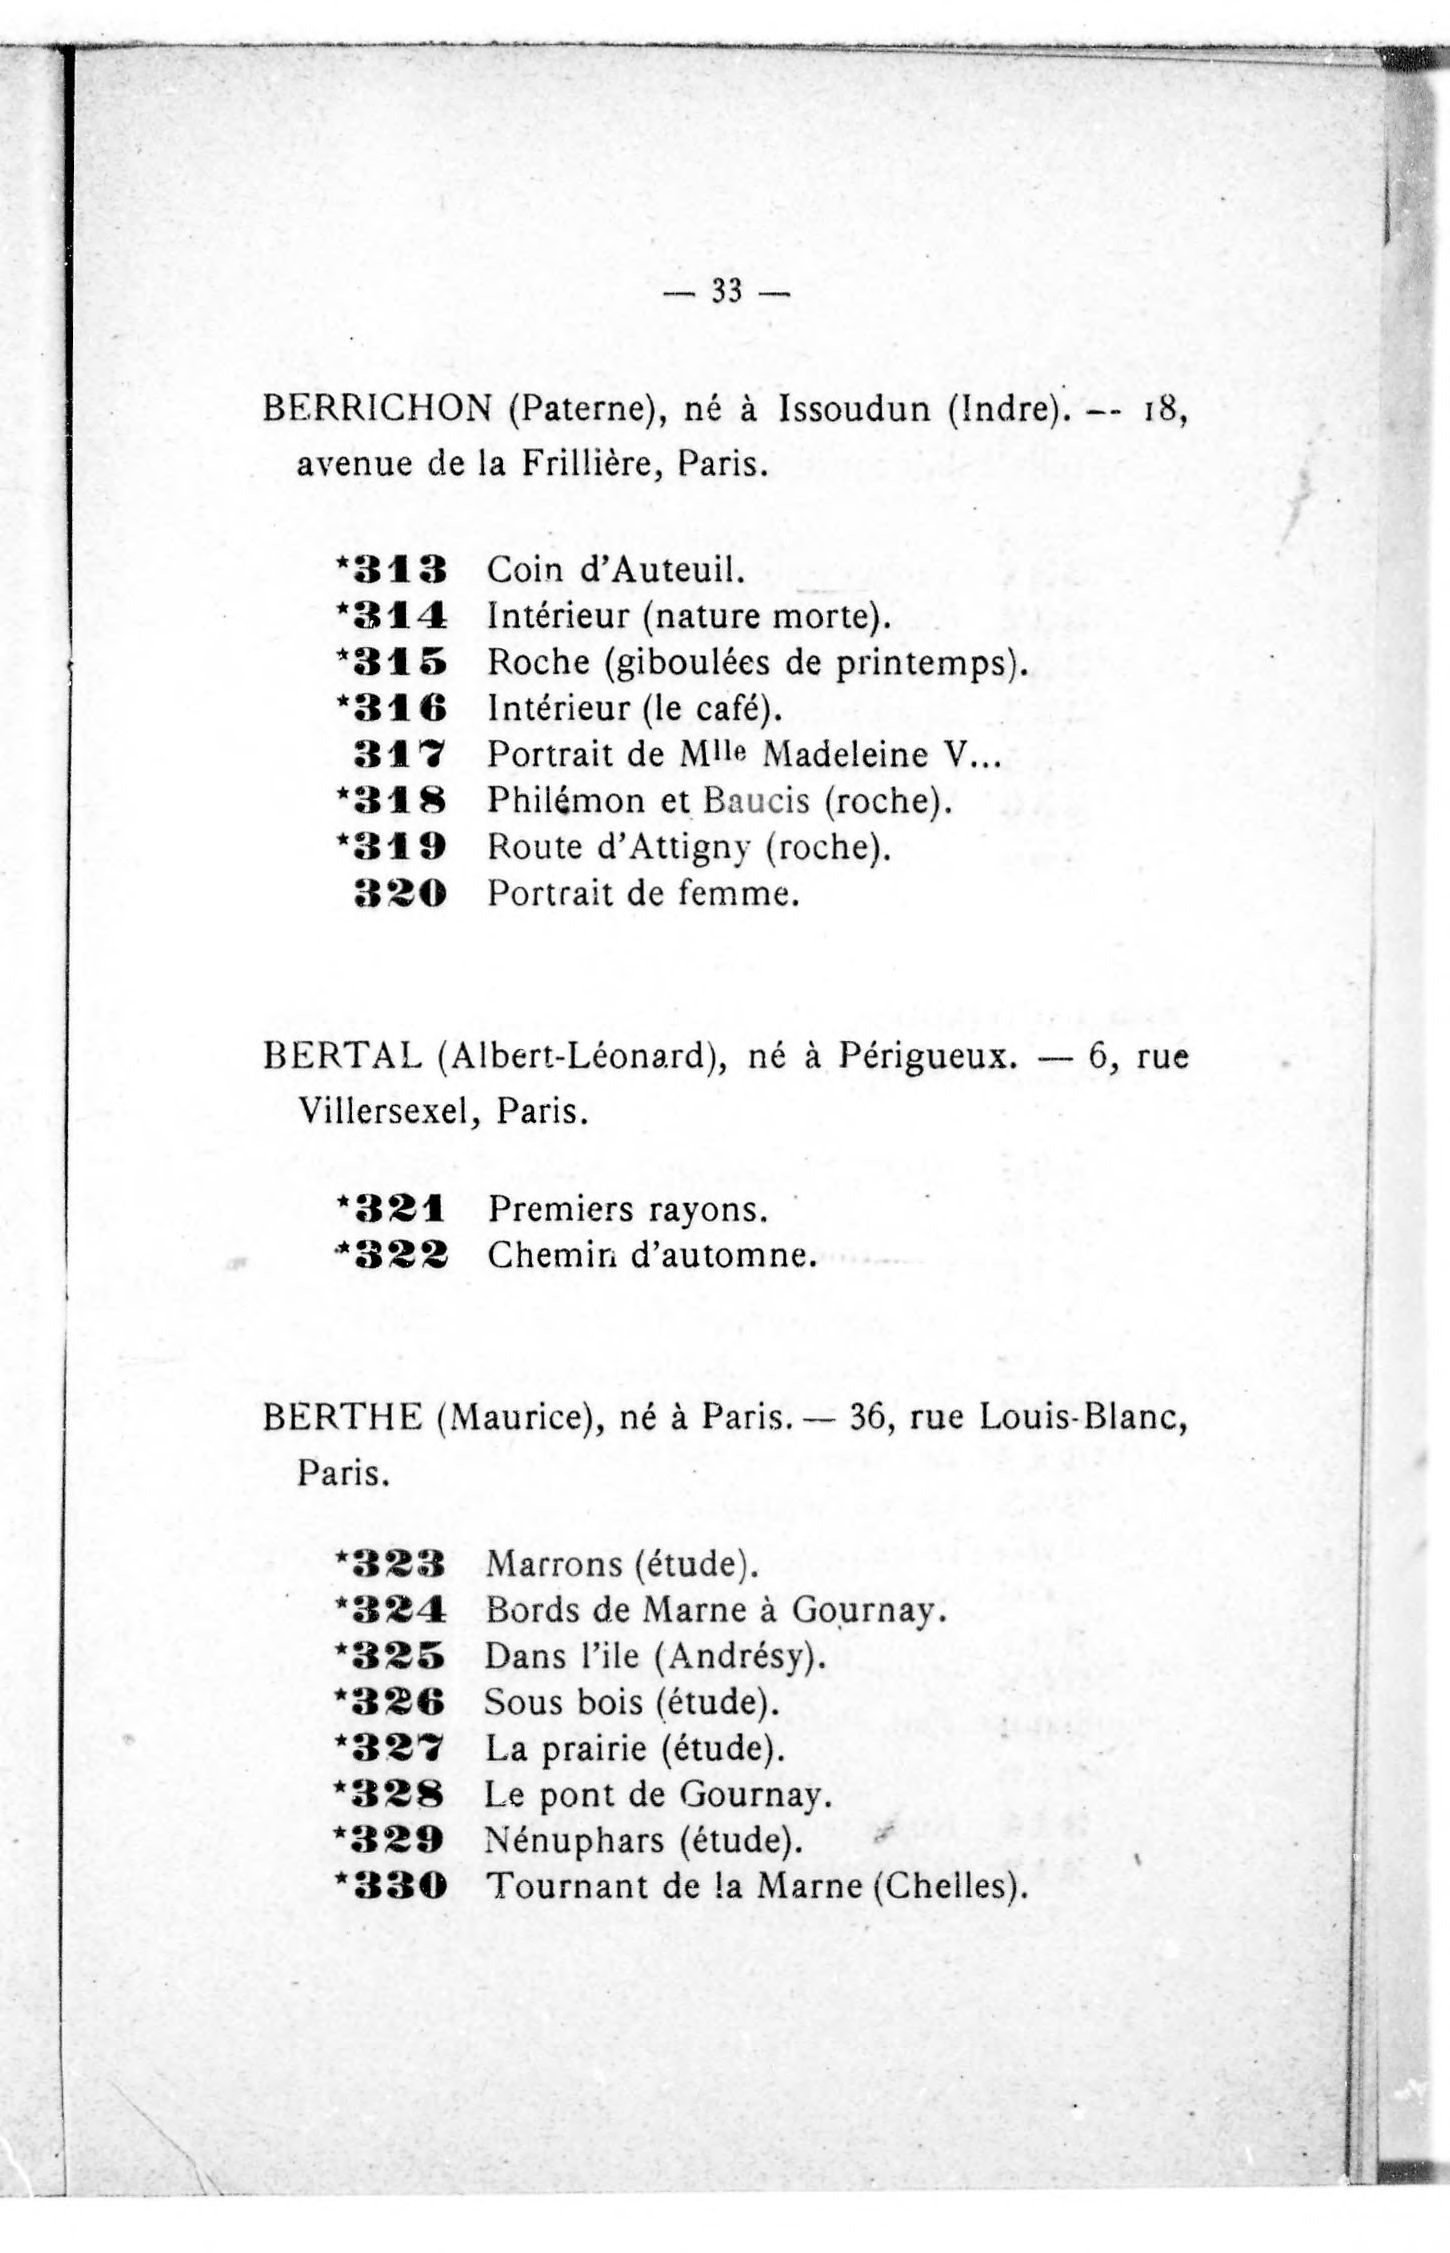 — 33 —
BERRICHON (Paterne), né à Issoudun (Indre). — 18,
avenue de la Frillière, Paris.
*313 Coin d'Auteuil.
*314 Intérieur (nature morte).
*315 Roche (giboulées de printemps).
*316 Intérieur (le café).
317 Portrait de Mlle Madeleine V...
*318 Philémon et Baucis (roche).
*319 Route d'Attigny (roche).
320 Portrait de femme.
BERTAL (Albert-Léonard), né à Périgueux. — 6, rue
Villersexel, Paris.
*321 Premiers rayons.
*322 Chemin d'automne.
BERTHE (Maurice), né à Paris. — 36, rue Louis-Blanc,
Paris.
*323 Marrons (étude).
*324 Bords de Marne à Gournay.
*325 Dans l'ile (Andrésy).
*326 Sous bois (étude).
*327 La prairie (étude).
*328 Le pont de Gournay.
*329 Nénuphars (étude).
*330 Tournant de la Marne (Chelles).